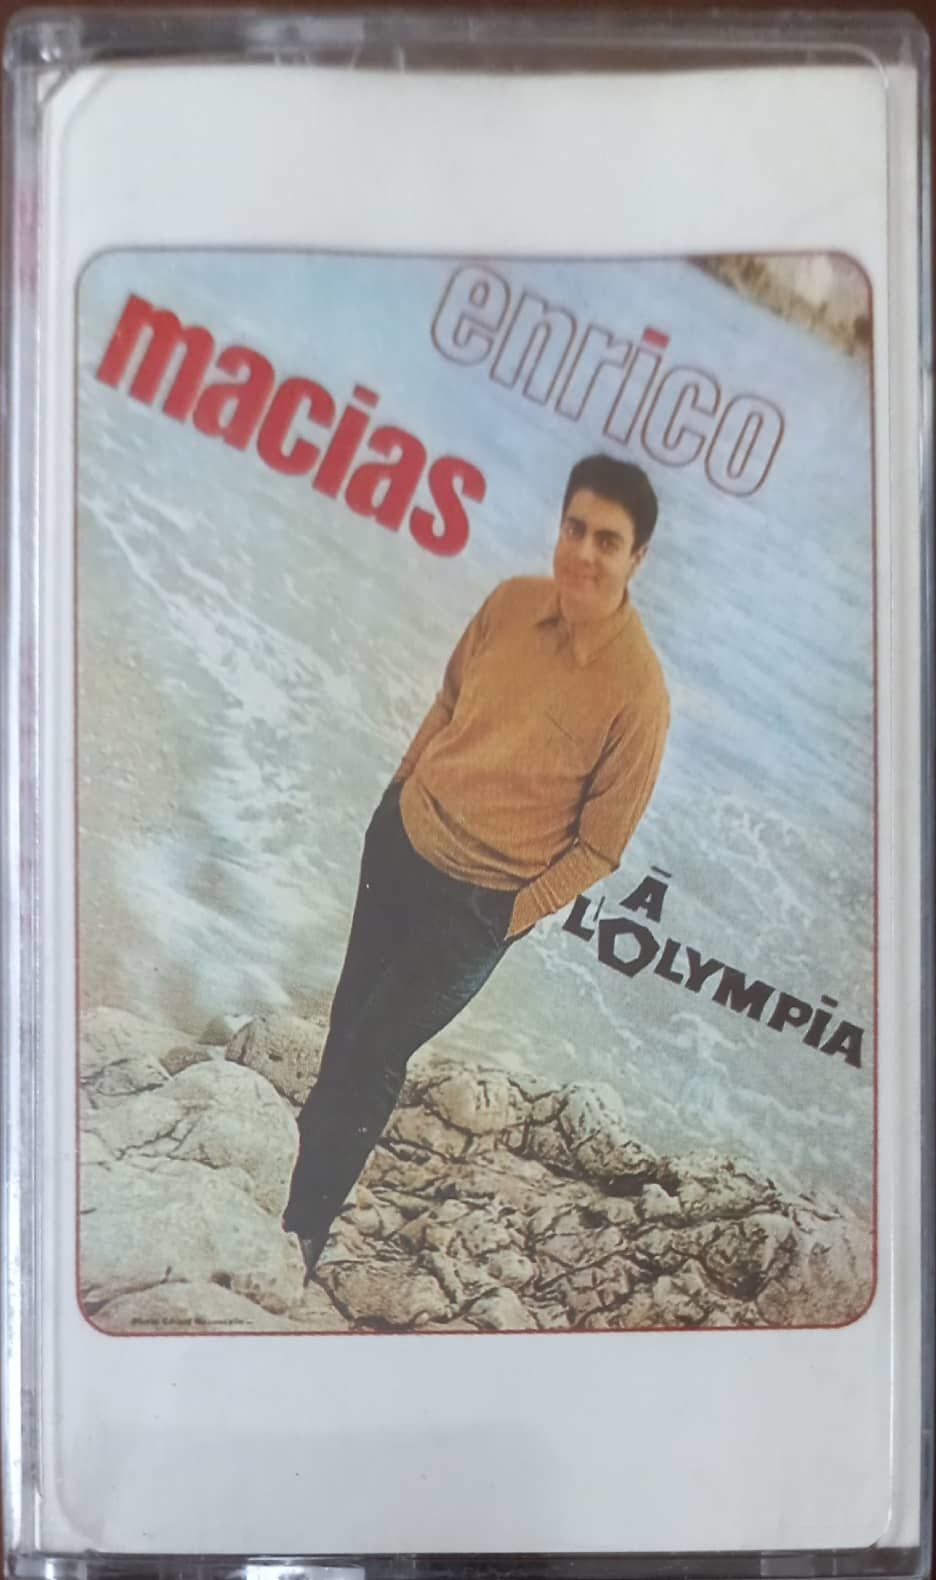 enrico
macias
À
L'OLYMPIA